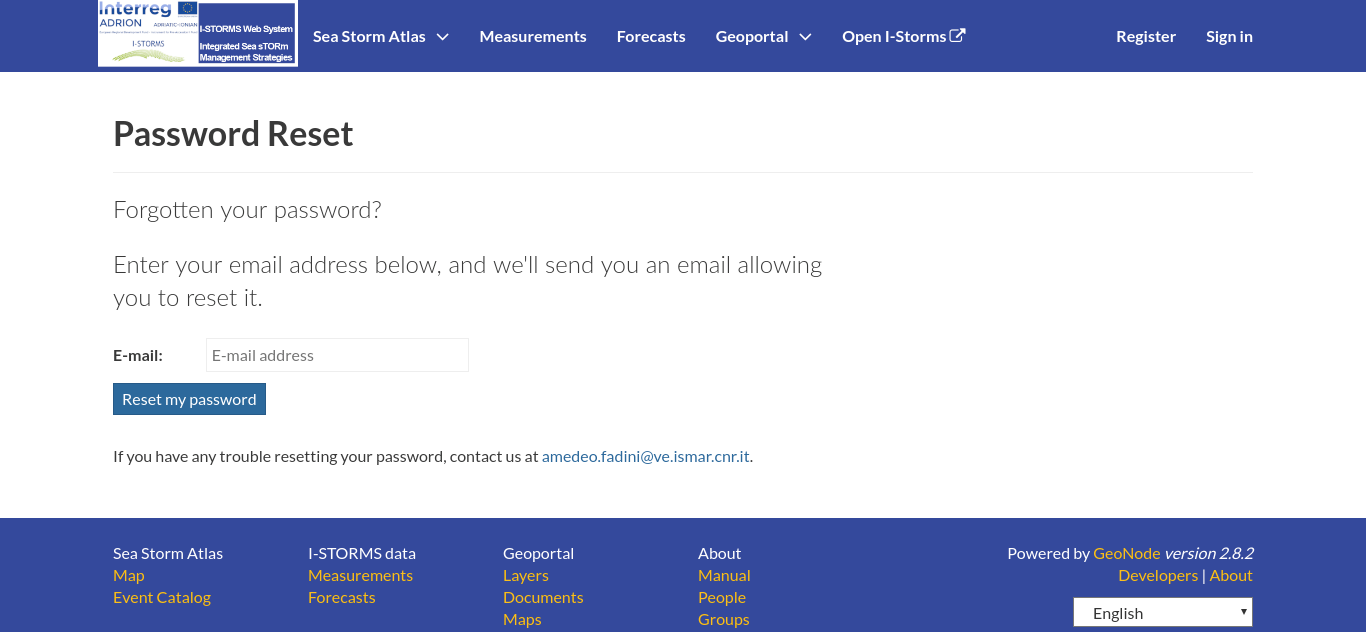 Interreg
ADRION ADRIATIC-IONIAN
I-STORMS
I-STORMS Web System
Integrated Sea sTORm
Management Strategies
Sea Storm Atlas Measurements Forecasts Geoportal Open I-Storms Register Sign in
Password Reset
Forgotten your password?
Enter your email address below, and we'll send you an email allowing
you to reset it.
E-mail: E-mail address
Reset my password
If you have any trouble resetting your password, contact us at amedeo.fadini@ve.ismar.cnr.it.
Sea Storm Atlas I-STORMS data Geoportal About Powered by GeoNode version 2.8.2
Map Measurements Layers Manual Developers | About
Event Catalog Forecasts Documents People
Maps Groups English